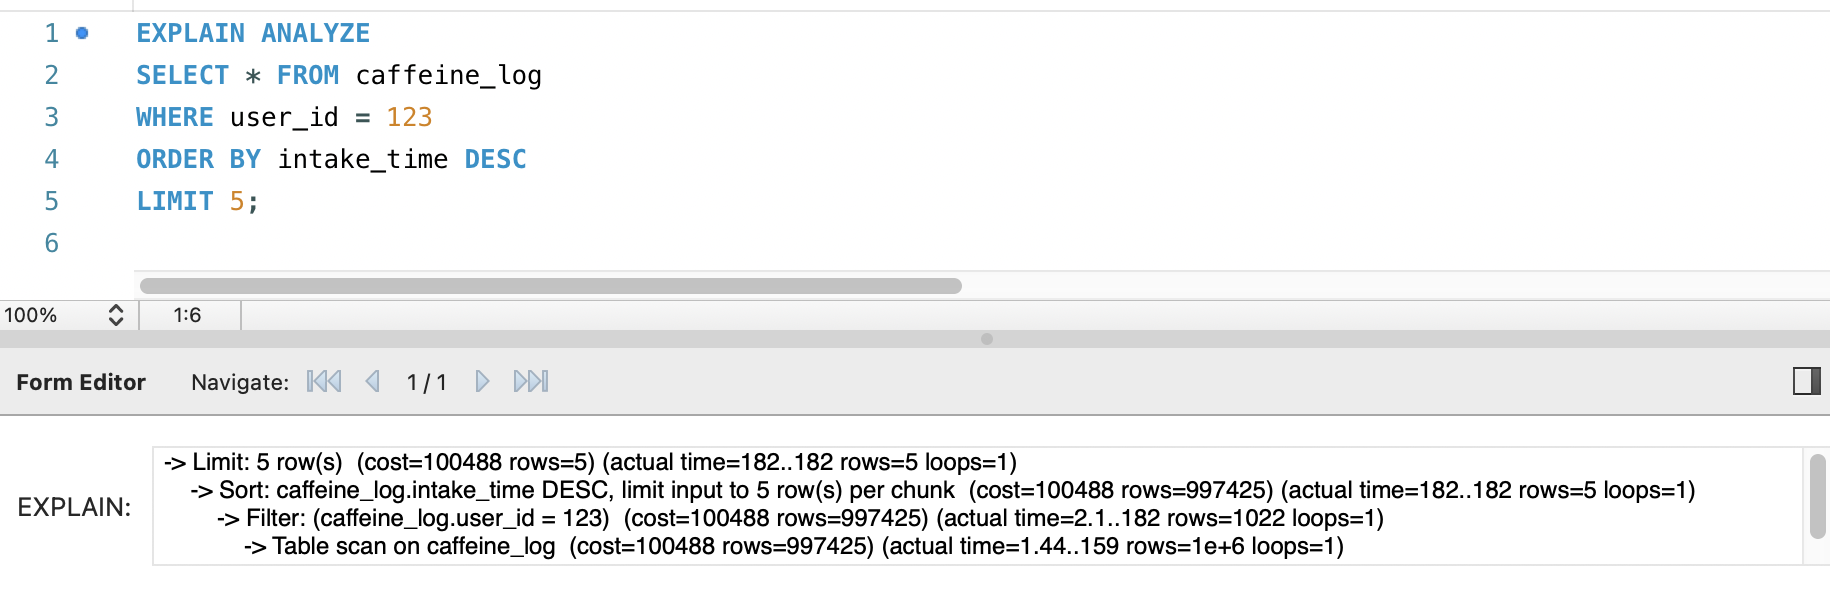 1 EXPLAIN ANALYZE
2 SELECT * FROM caffeine_log
3 WHERE user_id = 123
4 ORDER BY intake_time DESC
5 LIMIT 5;
6
100% 1:6
Form Editor Navigate: 1 / 1
EXPLAIN:
-> Limit: 5 row(s)  (cost=100488 rows=5) (actual time=182..182 rows=5 loops=1)
-> Sort: caffeine_log.intake_time DESC, limit input to 5 row(s) per chunk  (cost=100488 rows=997425) (actual time=182..182 rows=5 loops=1)
-> Filter: (caffeine_log.user_id = 123)  (cost=100488 rows=997425) (actual time=2.1..182 rows=1022 loops=1)
-> Table scan on caffeine_log  (cost=100488 rows=997425) (actual time=1.44..159 rows=1e+6 loops=1)